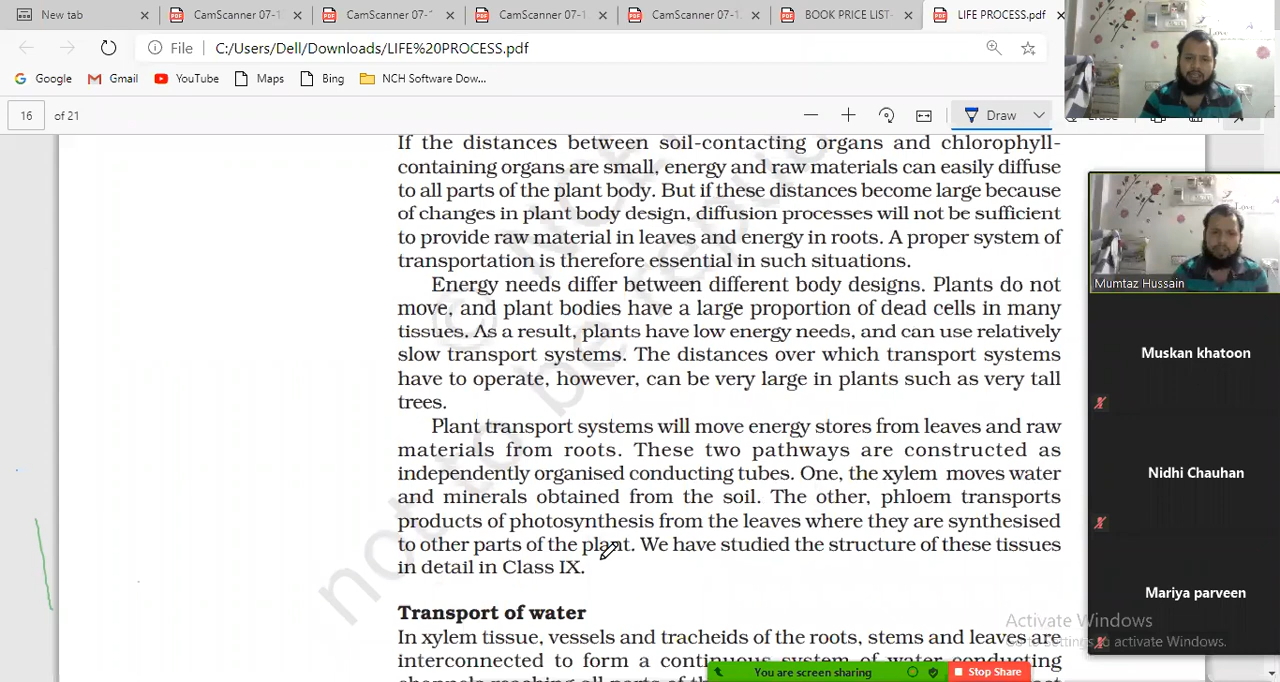 New tab
CamScanner 07-1
CamScanner 07-1
CamScanner 07-1
CamScanner 07-1
BOOK PRICE LIST-
LIFE PROCESS.pdf
File
C:/Users/Dell/Downloads/LIFE%20PROCESS.pdf
Google
Gmail
YouTube
Maps
Bing
NCH Software Dow...
16
of 21
Draw
If the distances between soil-contacting organs and chlorophyll-
containing organs are small, energy and raw materials can easily diffuse
to all parts of the plant body. But if these distances become large because
of changes in plant body design, diffusion processes will not be sufficient
to provide raw material in leaves and energy in roots. A proper system of
transportation is therefore essential in such situations.
Energy needs differ between different body designs. Plants do not
move, and plant bodies have a large proportion of dead cells in many
tissues. As a result, plants have low energy needs, and can use relatively
slow transport systems. The distances over which transport systems
have to operate, however, can be very large in plants such as very tall
trees.
Plant transport systems will move energy stores from leaves and raw
materials from roots. These two pathways are constructed as
independently organised conducting tubes. One, the xylem moves water
and minerals obtained from the soil. The other, phloem transports
products of photosynthesis from the leaves where they are synthesised
to other parts of the plant. We have studied the structure of these tissues
in detail in Class IX.
Transport of water
In xylem tissue, vessels and tracheids of the roots, stems and leaves are
interconnected to form a continuous system of water-conducting
not to be
Mumtaz Hussain
Muskan khatoon
Nidhi Chauhan
Mariya parveen
Activate Windows
Go to Settings to activate Windows.
You are screen sharing
Stop Share